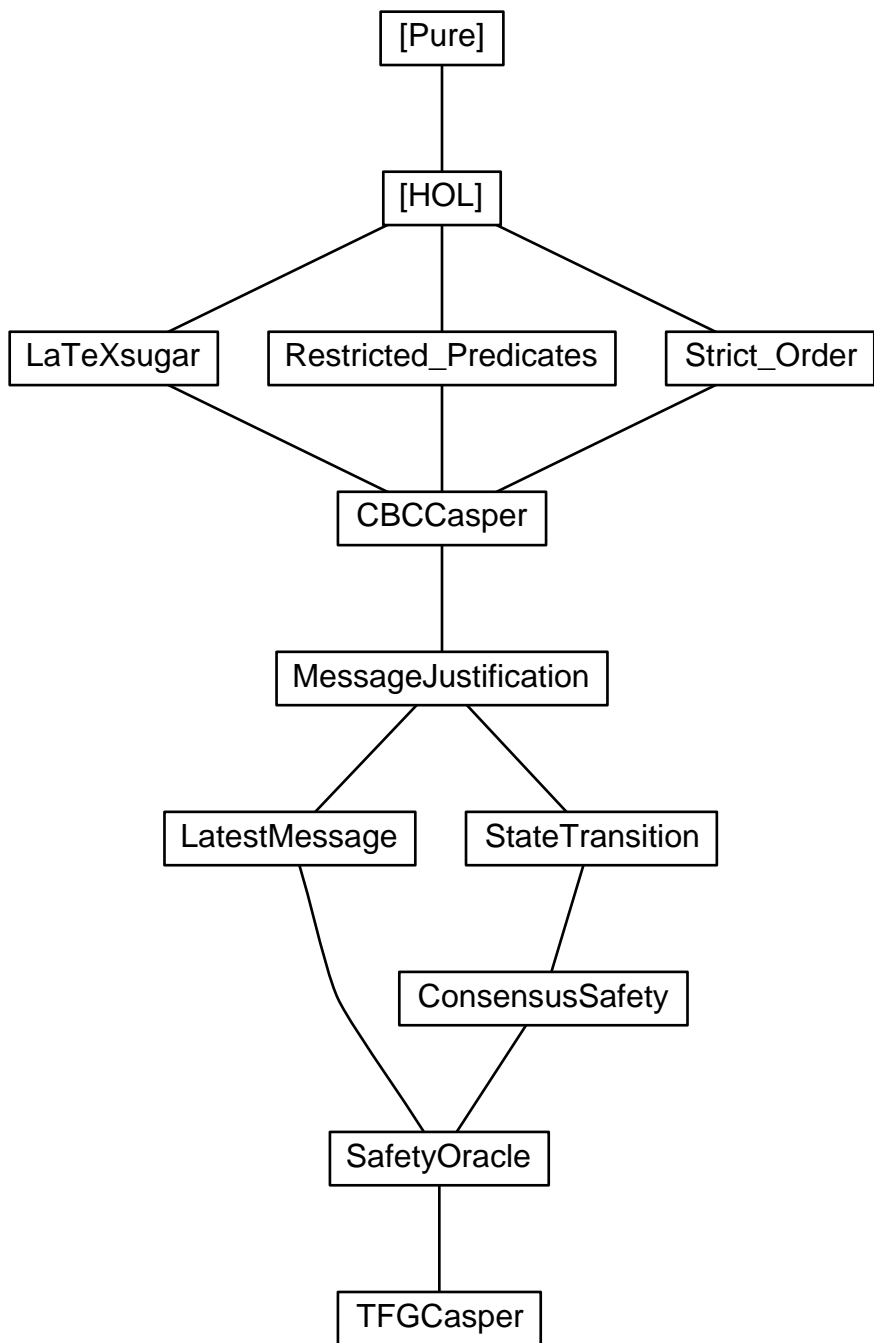 [Pure]
[HOL]
LaTeXsugar
Restricted_Predicates
Strict_Order
CBCCasper
MessageJustification
LatestMessage
StateTransition
ConsensusSafety
SafetyOracle
TFGCasper